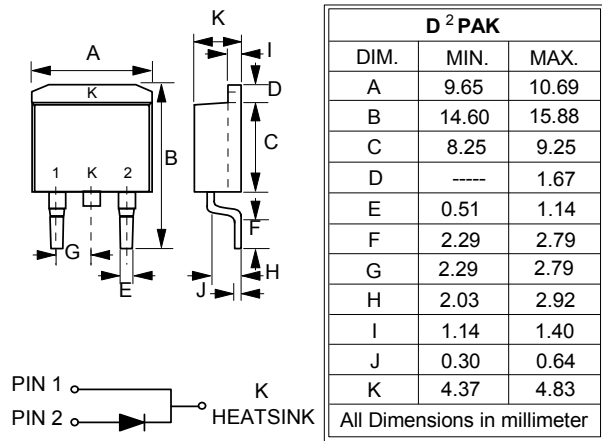 K
I
A
D
K
C
B
1 K 2
F
G
H
E
J
PIN 1
K
HEATSINK
PIN 2
D 2 PAK
DIM. MIN. MAX.
A 9.65 10.69
B 14.60 15.88
C 8.25 9.25
D ----- 1.67
E 0.51 1.14
F 2.29 2.79
G 2.29 2.79
H 2.03 2.92
I 1.14 1.40
J 0.30 0.64
K 4.37 4.83
All Dimensions in millimeter